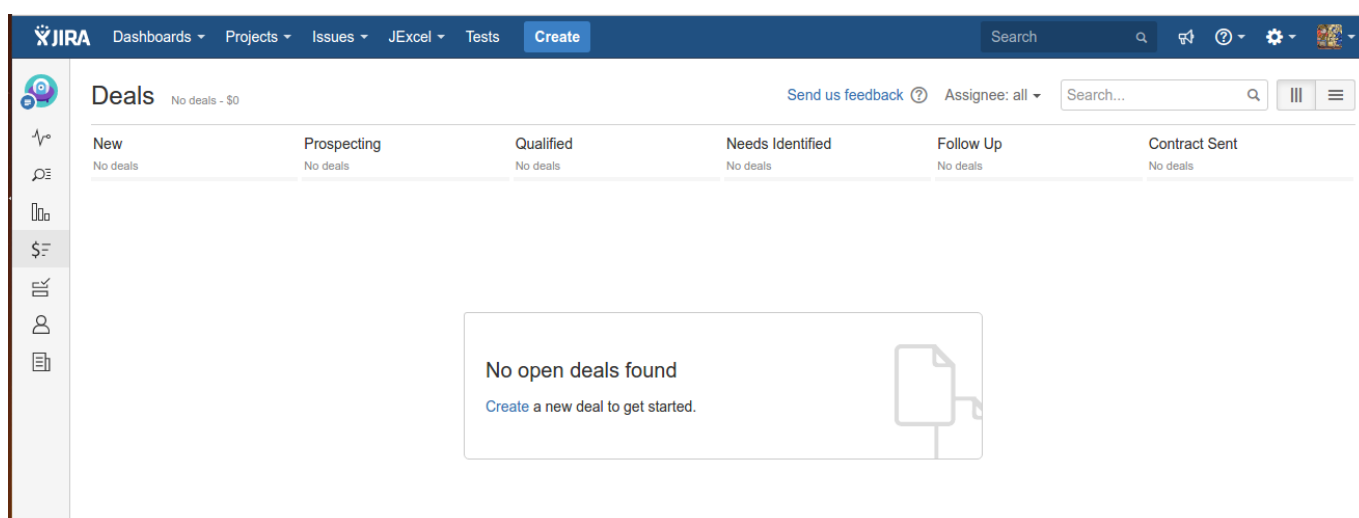 JIRA Dashboards Projects Issues JExcel Tests Create Search
Deals No deals - $0 Send us feedback Assignee: all Search...
New Prospecting Qualified Needs Identified Follow Up Contract Sent
No deals No deals No deals No deals No deals No deals
No open deals found
Create a new deal to get started.